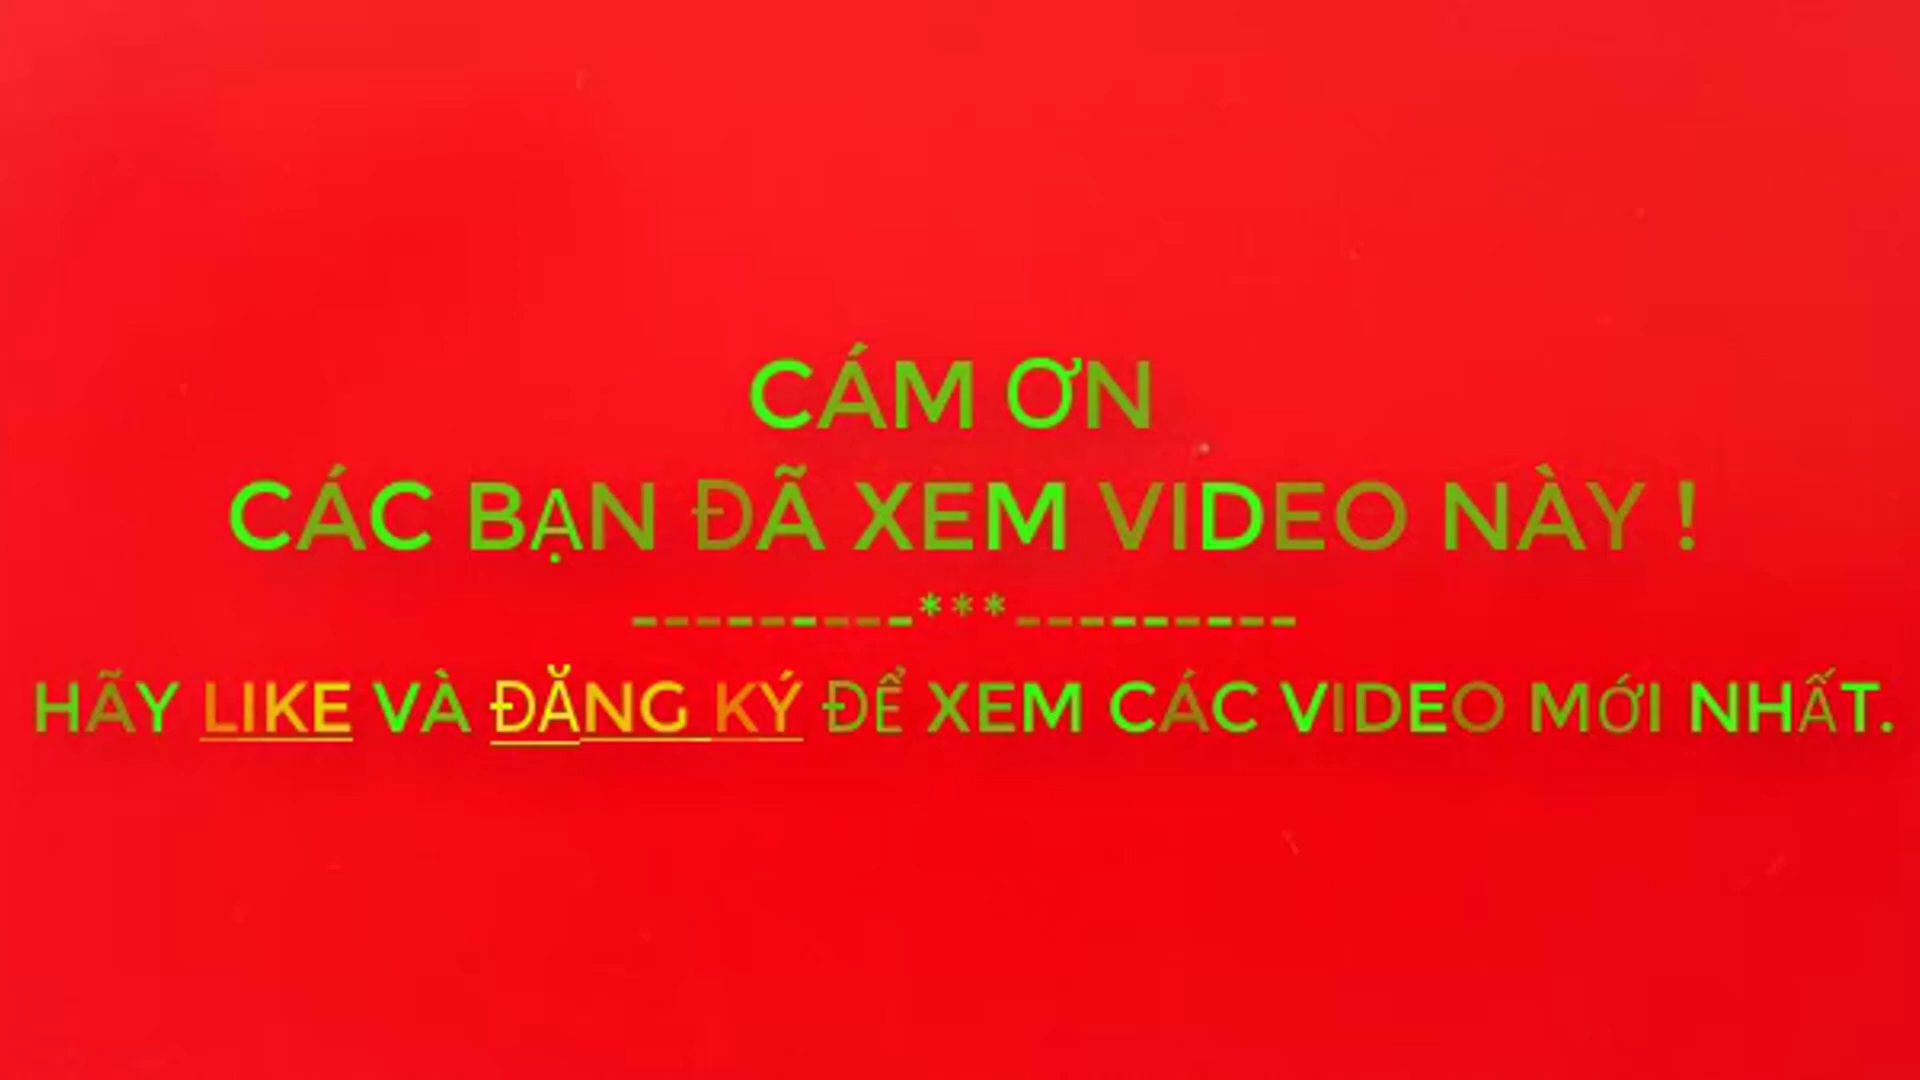 CÁM ƠN
CÁC BẠN ĐÃ XEM VIDEO NÀY !
---------***---------
HÃY LIKE VÀ ĐĂNG KÝ ĐỂ XEM CÁC VIDEO MỚI NHẤT.